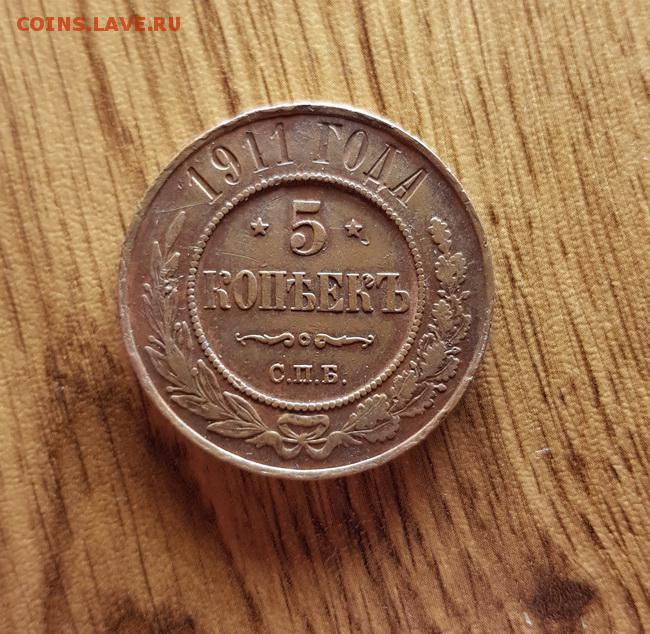 COINS.LAVE.RU
1911 ГОДА
5
КОПѢЕКЪ
С.П.Б.